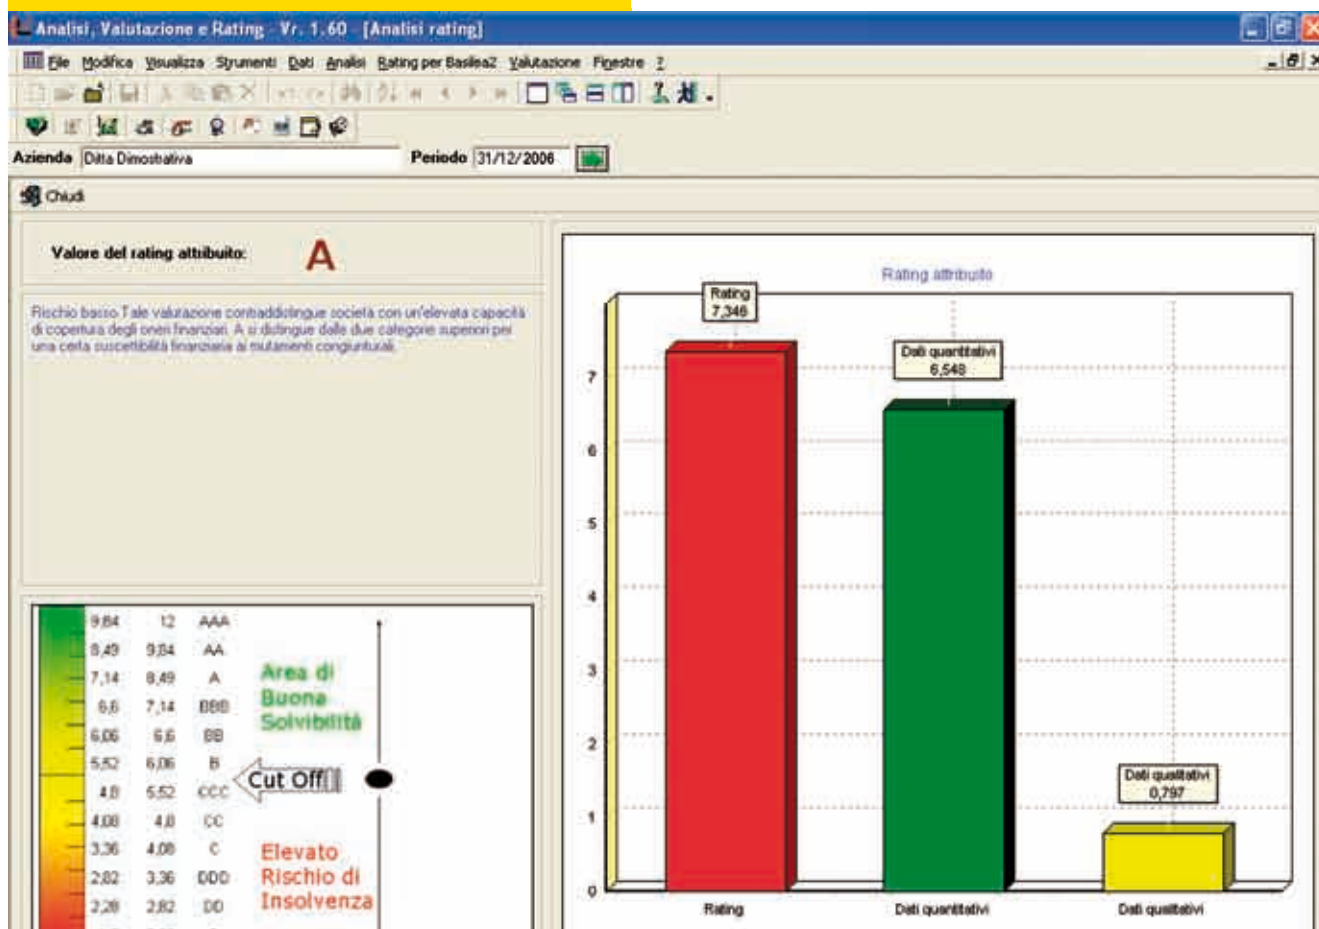 Analisi, Valutazione e Rating - Vr. 1.60 - [Analisi rating]
File Modifica Visualizza Strumenti Dati Analisi Rating per Basilea2 Valutazione Finestre ?
Azienda Ditta Dimostrativa Periodo 31/12/2006
Chiudi
Valore del rating attribuito: A
Rischio basso.Tale valutazione contraddistingue società con un'elevata capacità
di copertura degli oneri finanziari. A si distingue dalle due categorie superiori per
una certa suscettibilità finanziaria ai mutamenti congiunturali.
9,84 12 AAA
8,49 9,84 AA
7,14 8,49 A
6,6 7,14 BBB
6,06 6,6 BB
5,52 6,06 B
4,8 5,52 CCC
4,08 4,8 CC
3,36 4,08 C
2,82 3,36 DDD
2,28 2,82 DD
Area di
Buona
Solvibilità
Cut Off
Elevato
Rischio di
Insolvenza
Rating attribuito
Rating
7,346
Dati quantitativi
6,548
Dati qualitativi
0,797
7
6
5
4
3
2
1
0
Rating Dati quantitativi Dati qualitativi